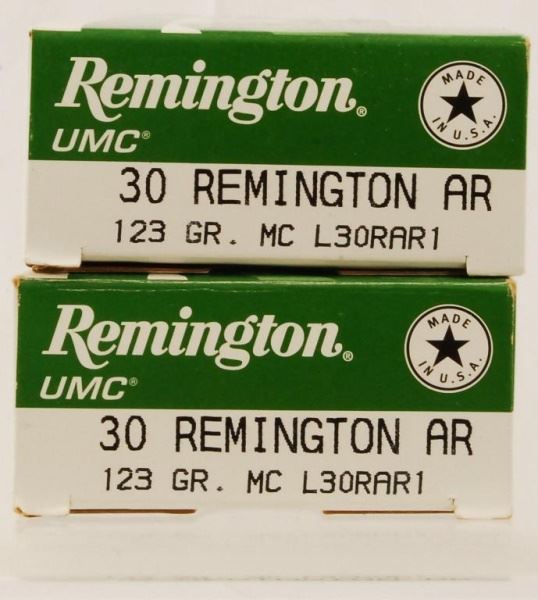 Remington®
UMC®
MADE
IN U.S.A.
30 REMINGTON AR
123 GR. MC L30RAR1
Remington®
UMC®
MADE
IN U.S.A.
30 REMINGTON AR
123 GR. MC L30RAR1